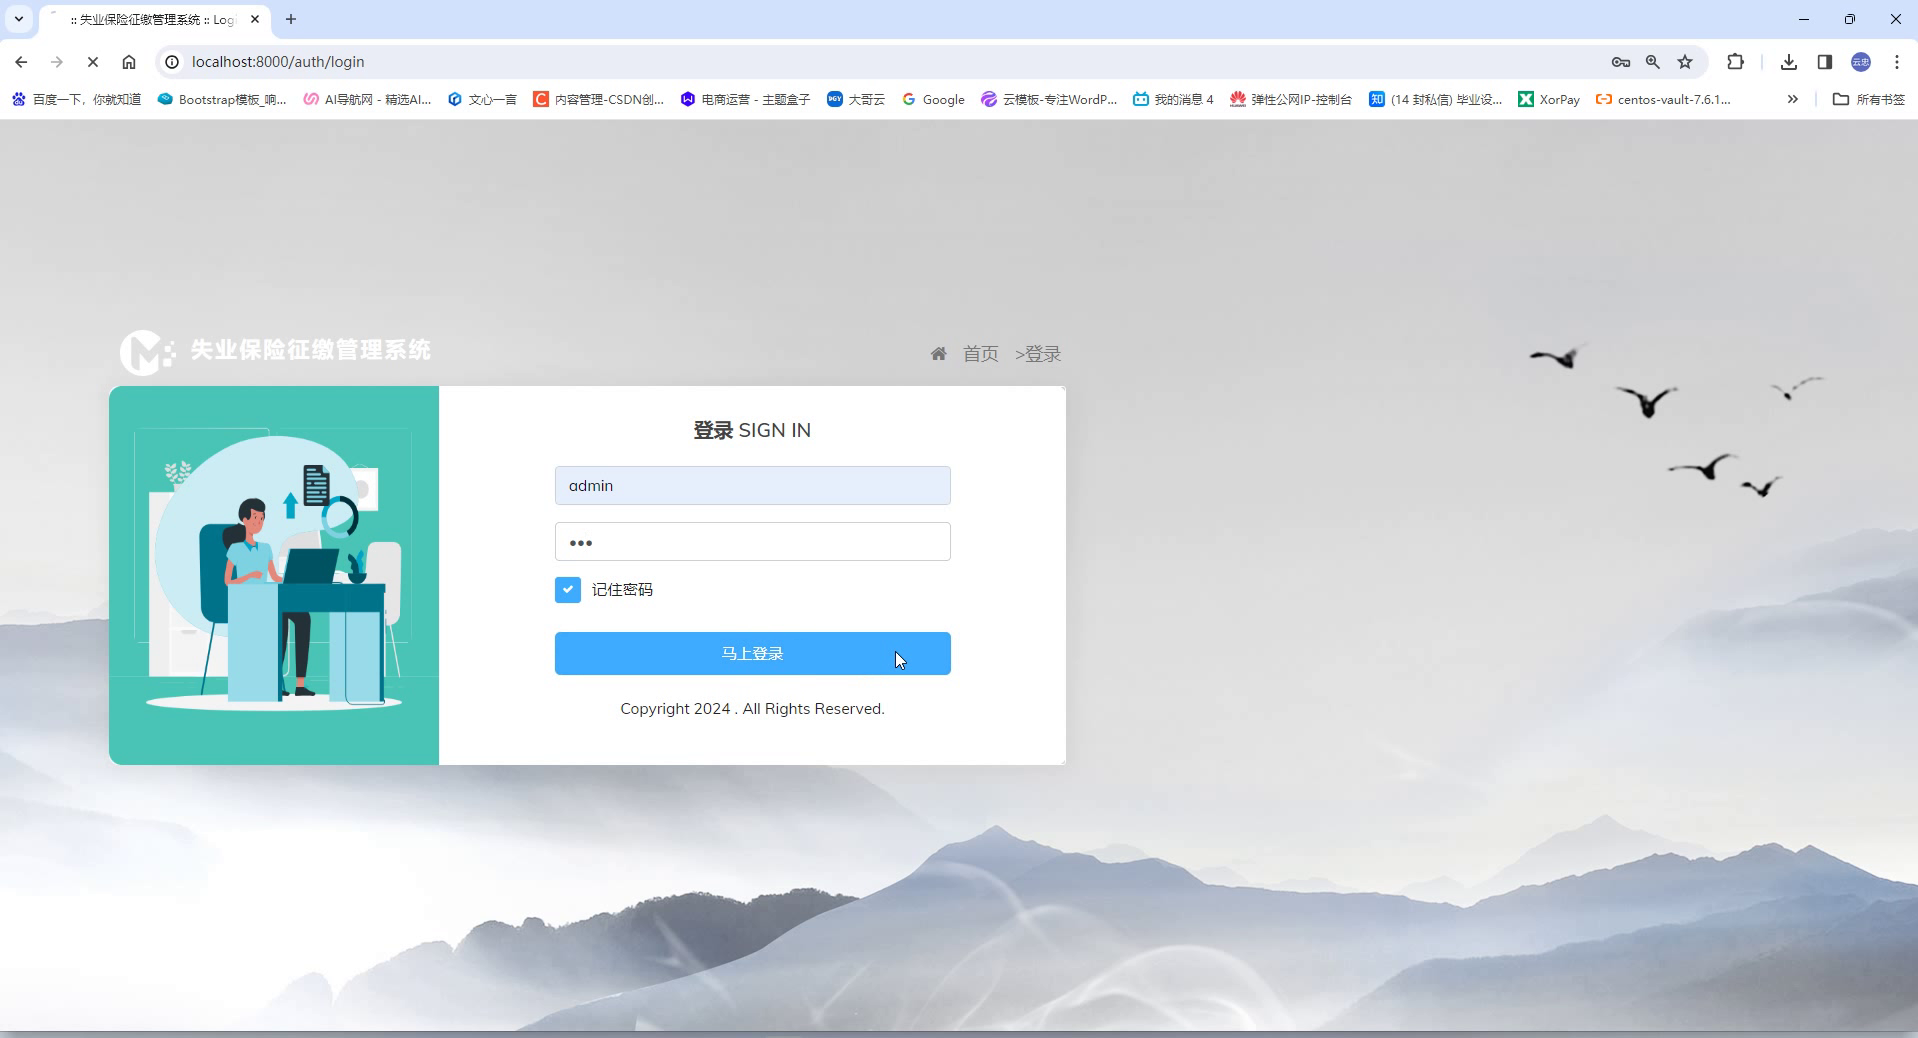 :: 失业保险征缴管理系统 :: Log
localhost:8000/auth/login
云忠
百度一下，你就知道
Bootstrap模板_响...
AI导航网 - 精选AI...
文心一言
内容管理-CSDN创...
电商运营 - 主题盒子
DGY 大哥云
Google
云模板-专注WordP...
我的消息 4
弹性公网IP-控制台
知 (14 封私信) 毕业设...
XorPay
centos-vault-7.6.1...
所有书签
失业保险征缴管理系统
首页 >登录
登录 SIGN IN
admin
记住密码
马上登录
Copyright 2024 . All Rights Reserved.